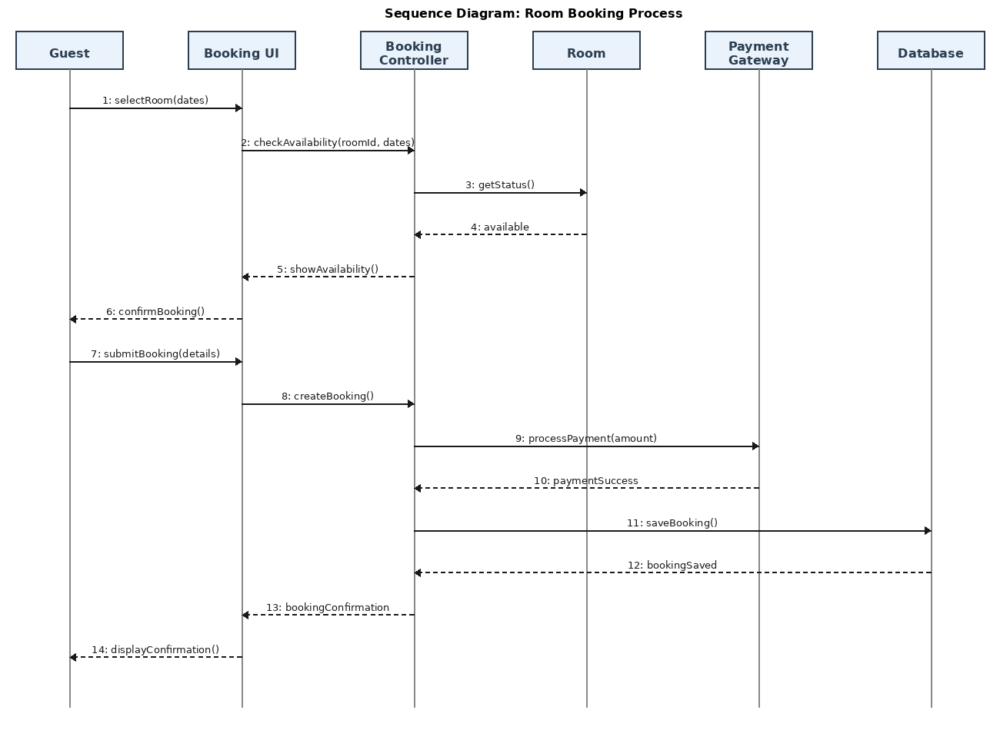 Sequence Diagram: Room Booking Process
Guest
Booking UI
Booking
Controller
Room
Payment
Gateway
Database
1: selectRoom(dates)
2: checkAvailability(roomId, dates)
3: getStatus()
4: available
5: showAvailability()
6: confirmBooking()
7: submitBooking(details)
8: createBooking()
9: processPayment(amount)
10: paymentSuccess
11: saveBooking()
12: bookingSaved
13: bookingConfirmation
14: displayConfirmation()